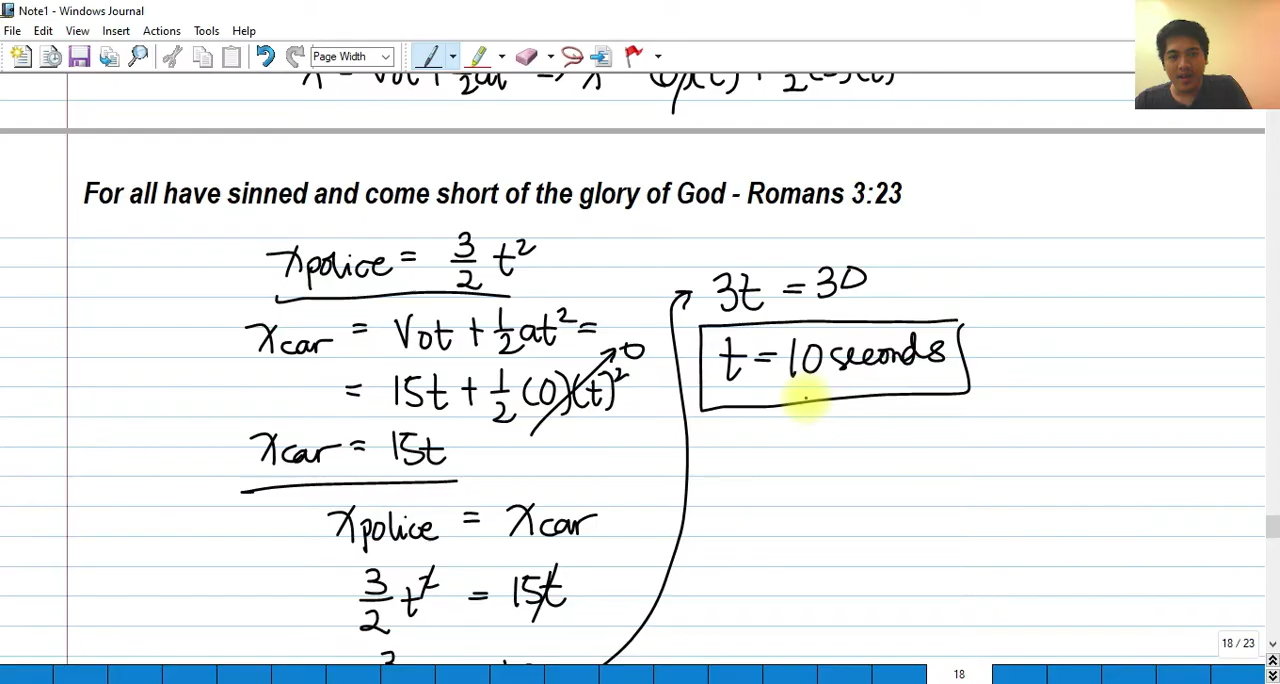 Note1 - Windows Journal
File Edit View Insert Actions Tools Help
Page Width
For all have sinned and come short of the glory of God - Romans 3:23
xpolice = 3/2 t²
xcar = Vot + 1/2 at² =
= 15t + 1/2 (0)(t)² 0
xcar = 15t
xpolice = xcar
3/2 t² = 15t
3t = 30
t = 10 seconds
18 / 23
18